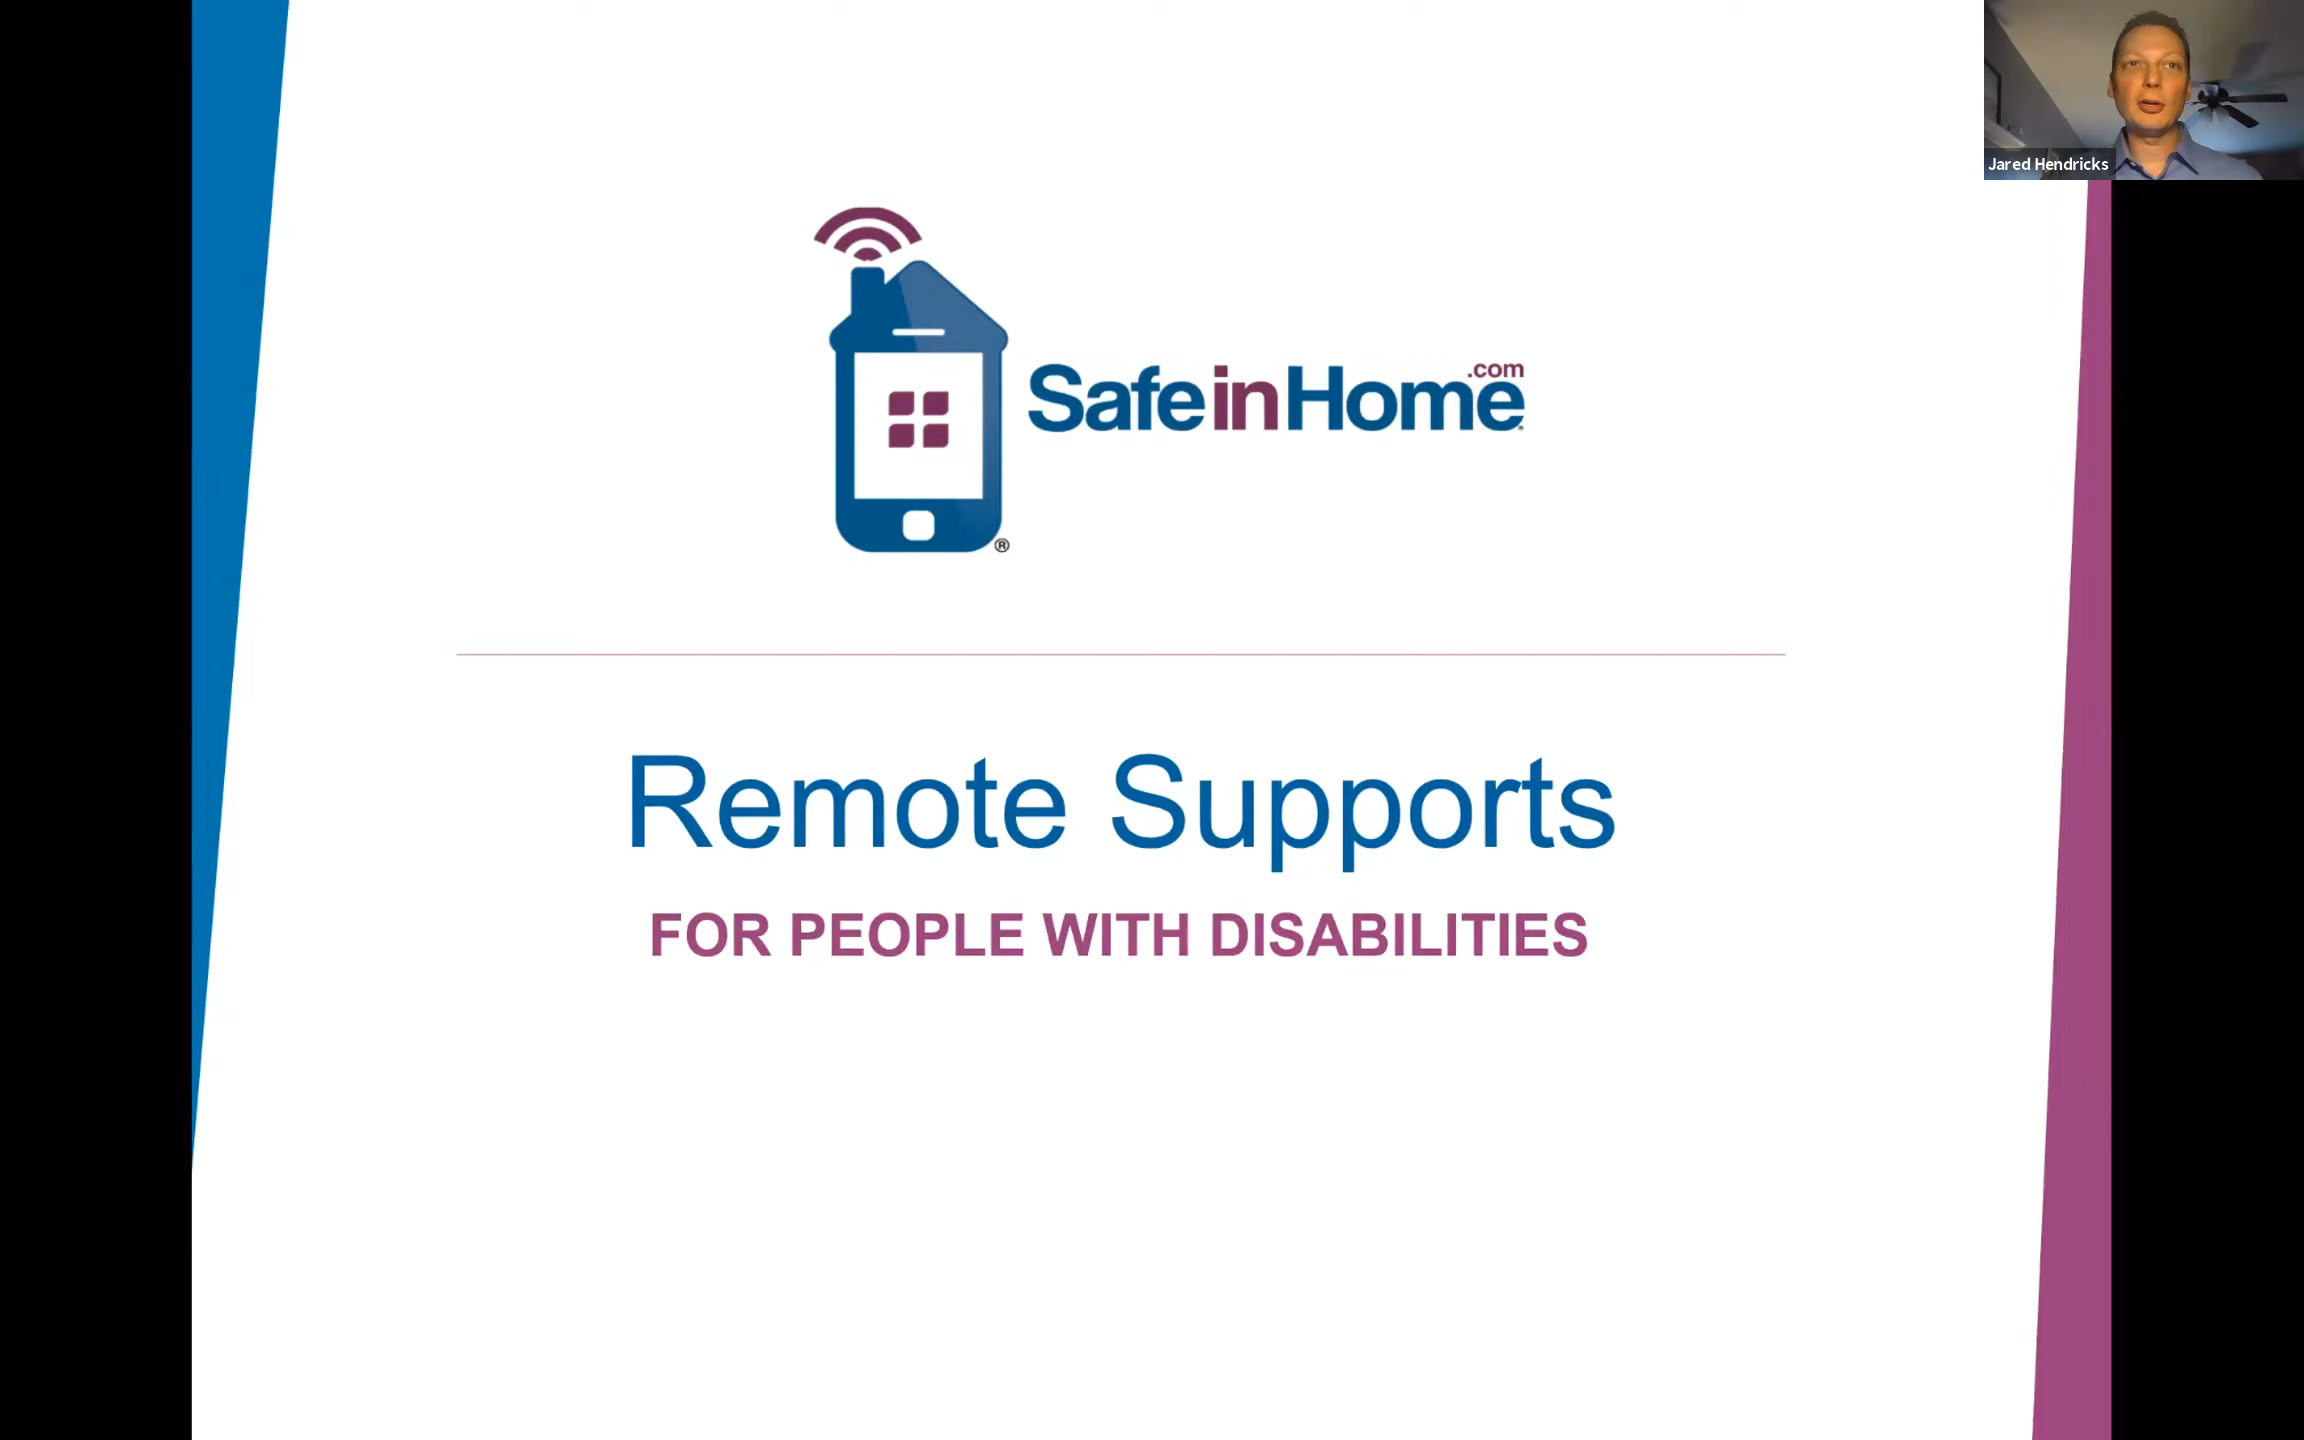 Jared Hendricks
SafeinHome.com
®
Remote Supports
FOR PEOPLE WITH DISABILITIES